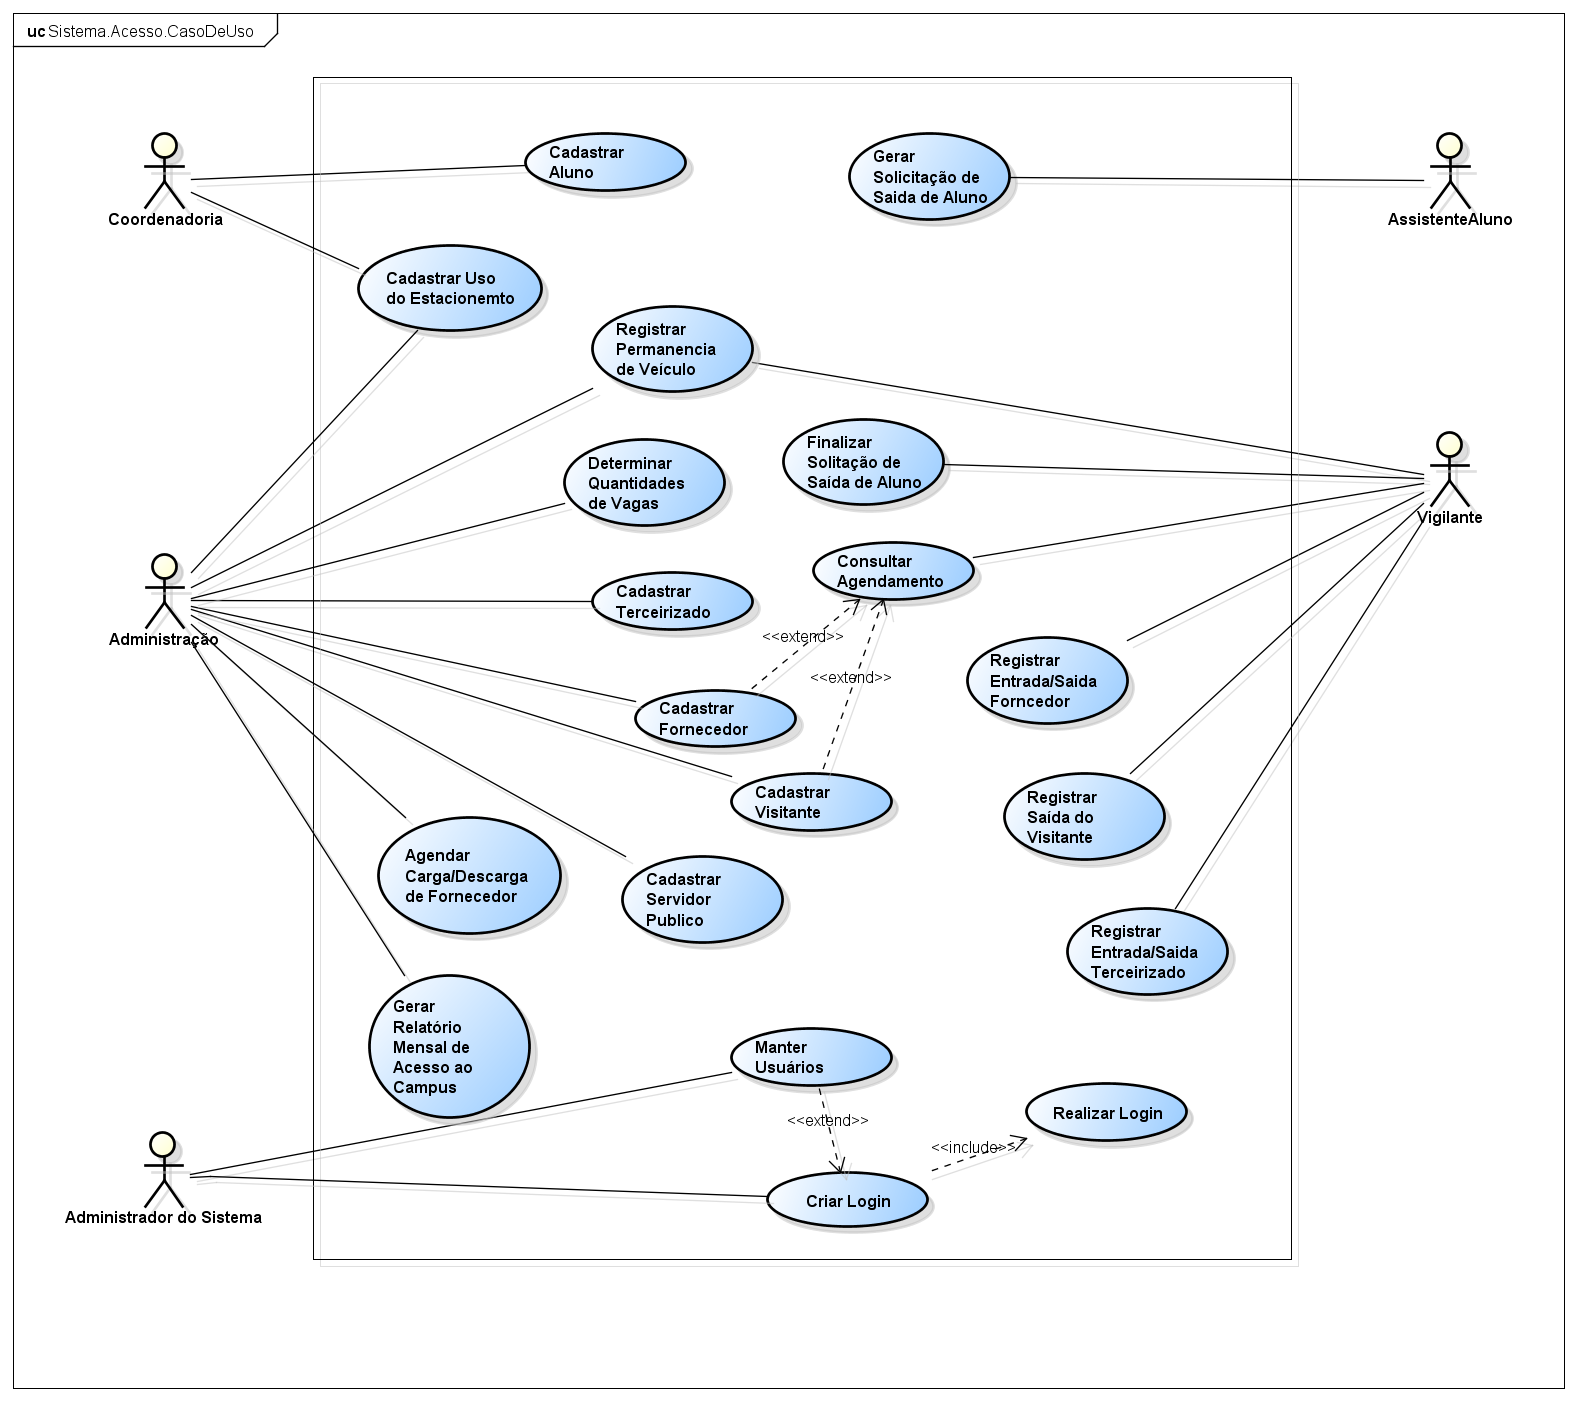 uc Sistema.Acesso.CasoDeUso
Coordenadoria
Cadastrar
Aluno
Gerar
Solicitação de
Saida de Aluno
AssistenteAluno
Cadastrar Uso
do Estacionemto
Registrar
Permanencia
de Veículo
Determinar
Quantidades
de Vagas
Finalizar
Solitação de
Saída de Aluno
Vigilante
Consultar
Agendamento
Cadastrar
Terceirizado
Administração
<<extend>>
<<extend>>
Registrar
Entrada/Saida
Forncedor
Cadastrar
Fornecedor
Cadastrar
Visitante
Registrar
Saída do
Visitante
Agendar
Carga/Descarga
de Fornecedor
Cadastrar
Servidor
Publico
Registrar
Entrada/Saida
Terceirizado
Gerar
Relatório
Mensal de
Acesso ao
Campus
Manter
Usuários
<<extend>>
Realizar Login
<<include>>
Criar Login
Administrador do Sistema